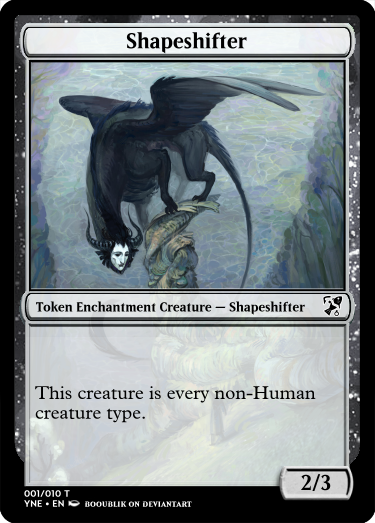 Shapeshifter
Token Enchantment Creature — Shapeshifter
This creature is every non-Human
creature type.
2/3
001/010 T
YNE • EN BOOUBLIK ON DEVIANTART